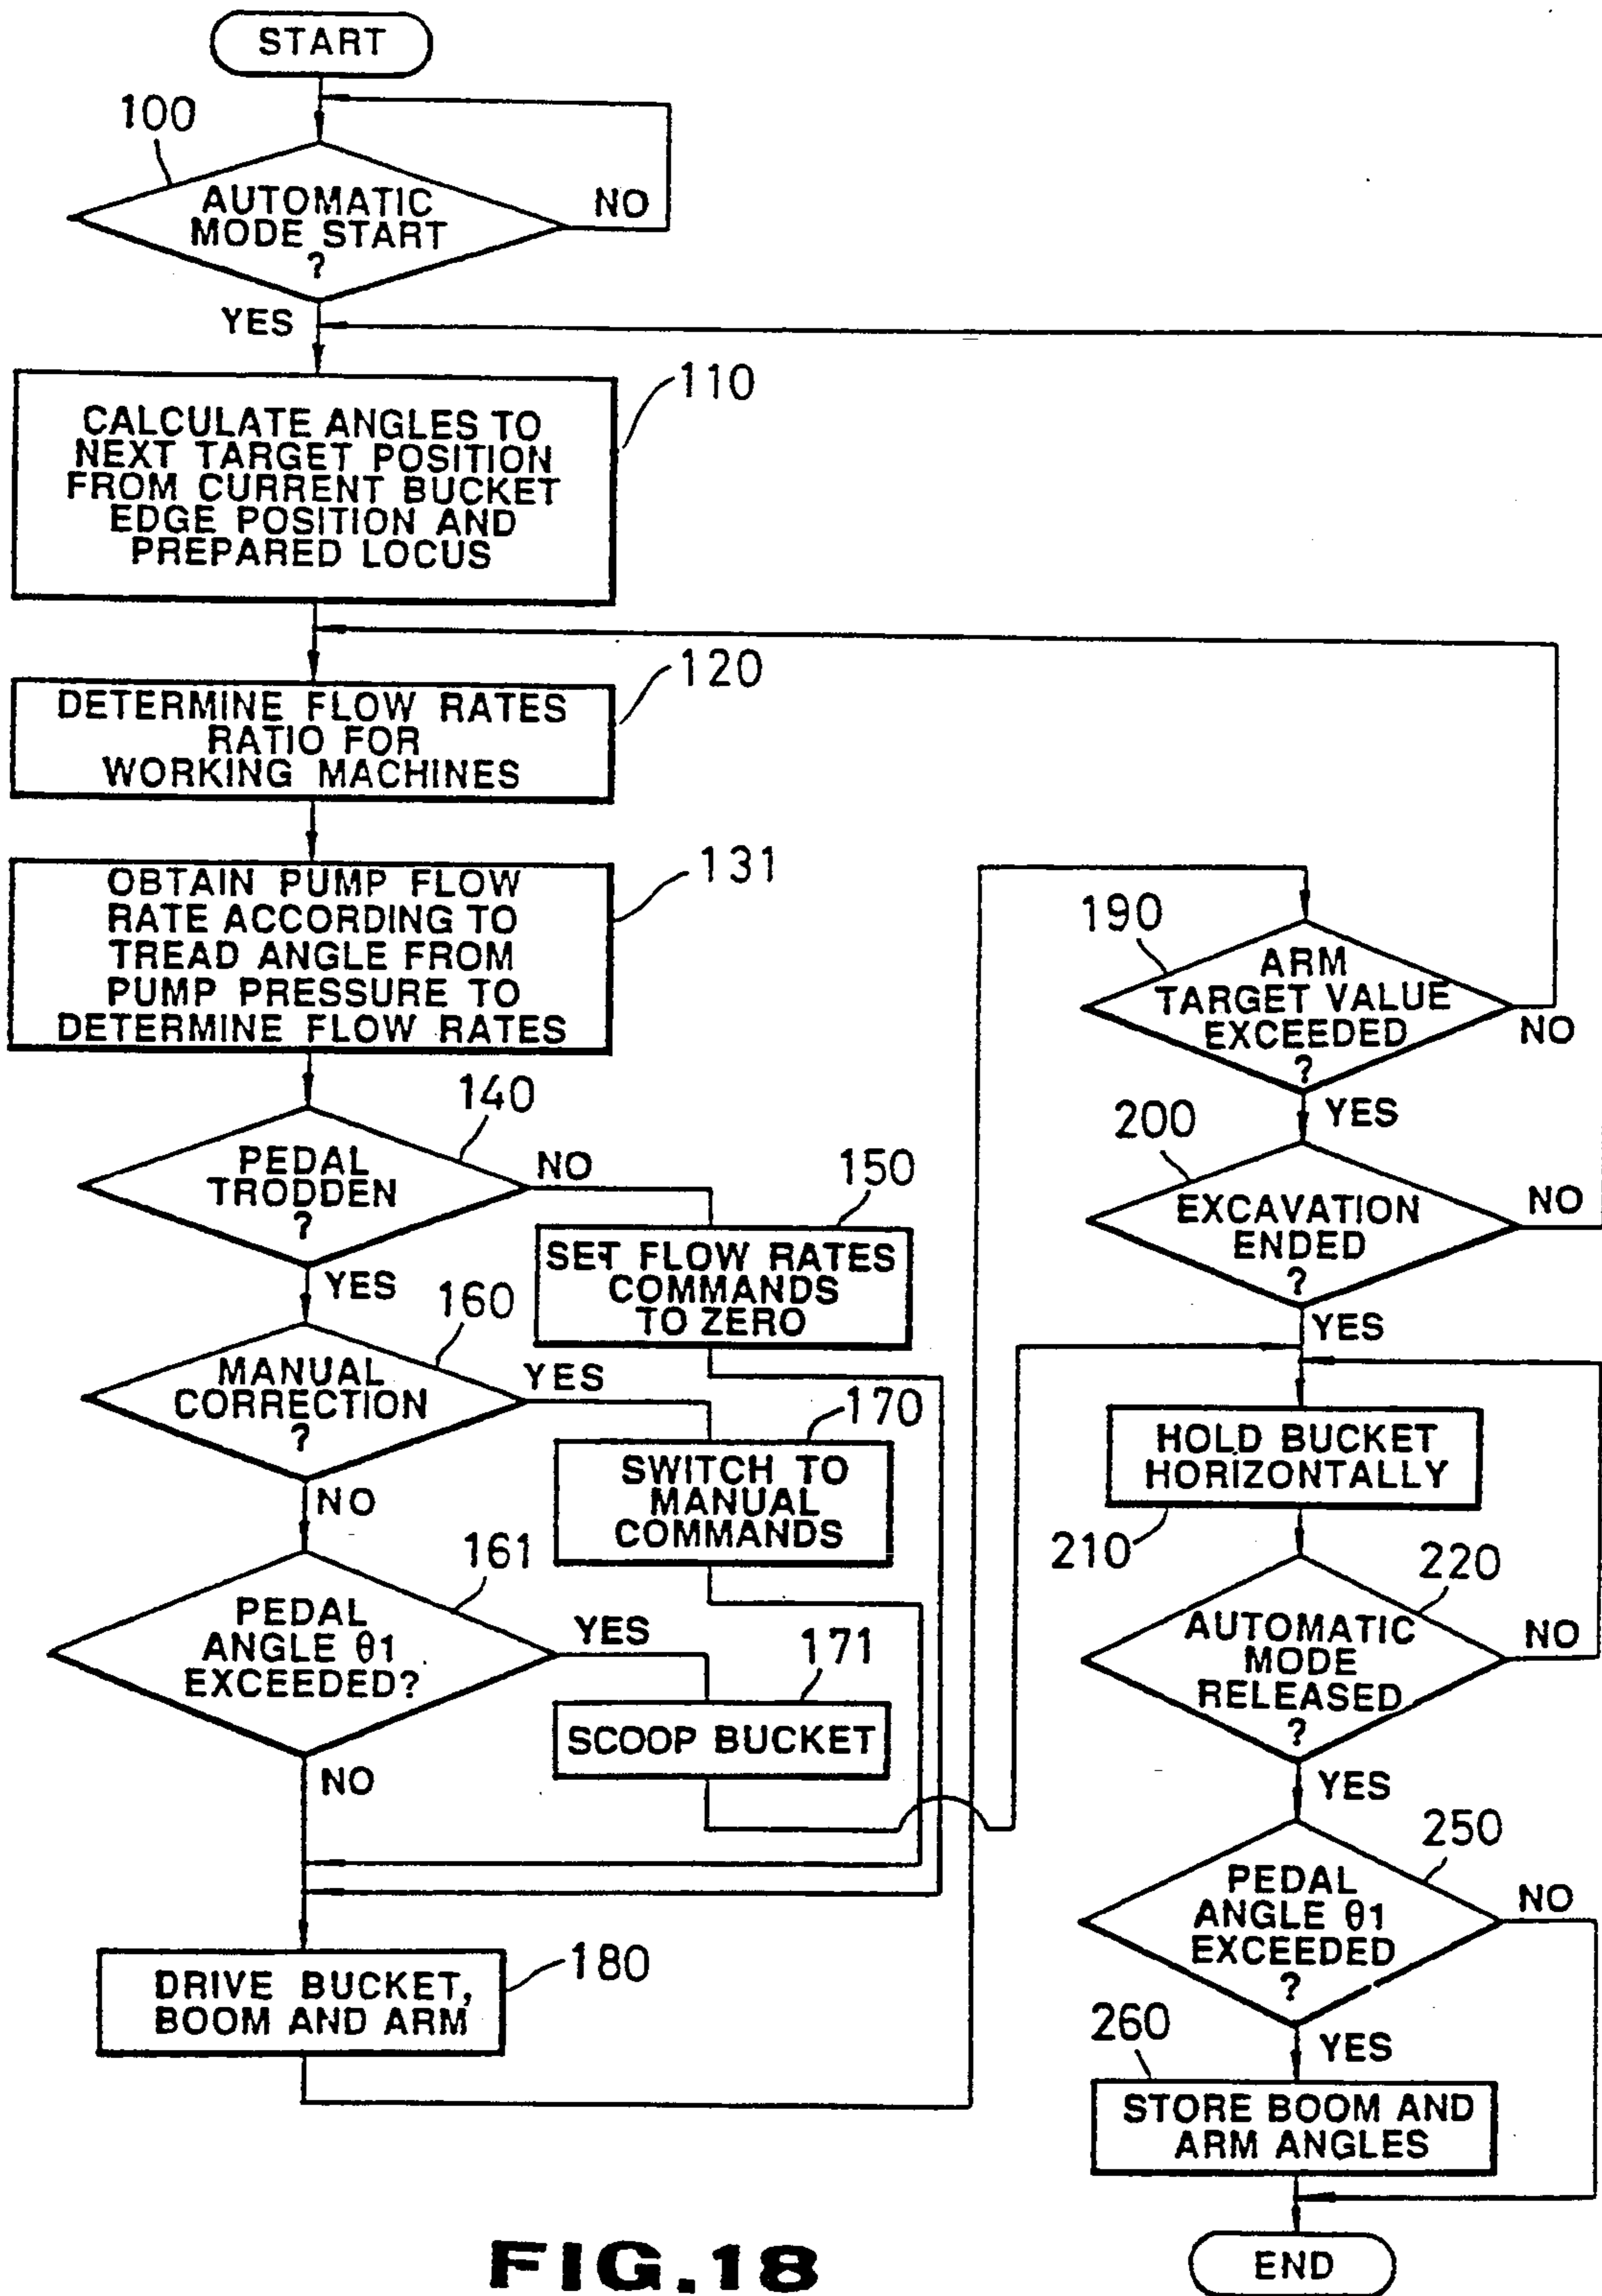 START
100
AUTOMATIC
MODE START
?
NO
YES
110
CALCULATE ANGLES TO
NEXT TARGET POSITION
FROM CURRENT BUCKET
EDGE POSITION AND
PREPARED LOCUS
120
DETERMINE FLOW RATES
RATIO FOR
WORKING MACHINES
131
OBTAIN PUMP FLOW
RATE ACCORDING TO
TREAD ANGLE FROM
PUMP PRESSURE TO
DETERMINE FLOW RATES
140
PEDAL
TRODDEN
?
NO
YES
150
SET FLOW RATES
COMMANDS
TO ZERO
160
MANUAL
CORRECTION
?
YES
NO
170
SWITCH TO
MANUAL
COMMANDS
161
PEDAL
ANGLE θ1
EXCEEDED?
YES
NO
171
SCOOP BUCKET
180
DRIVE BUCKET,
BOOM AND ARM
190
ARM
TARGET VALUE
EXCEEDED
?
NO
YES
200
EXCAVATION
ENDED
?
NO
YES
HOLD BUCKET
HORIZONTALLY
210
220
AUTOMATIC
MODE
RELEASED
?
NO
YES
250
PEDAL
ANGLE θ1
EXCEEDED
?
NO
YES
260
STORE BOOM AND
ARM ANGLES
END
FIG.18